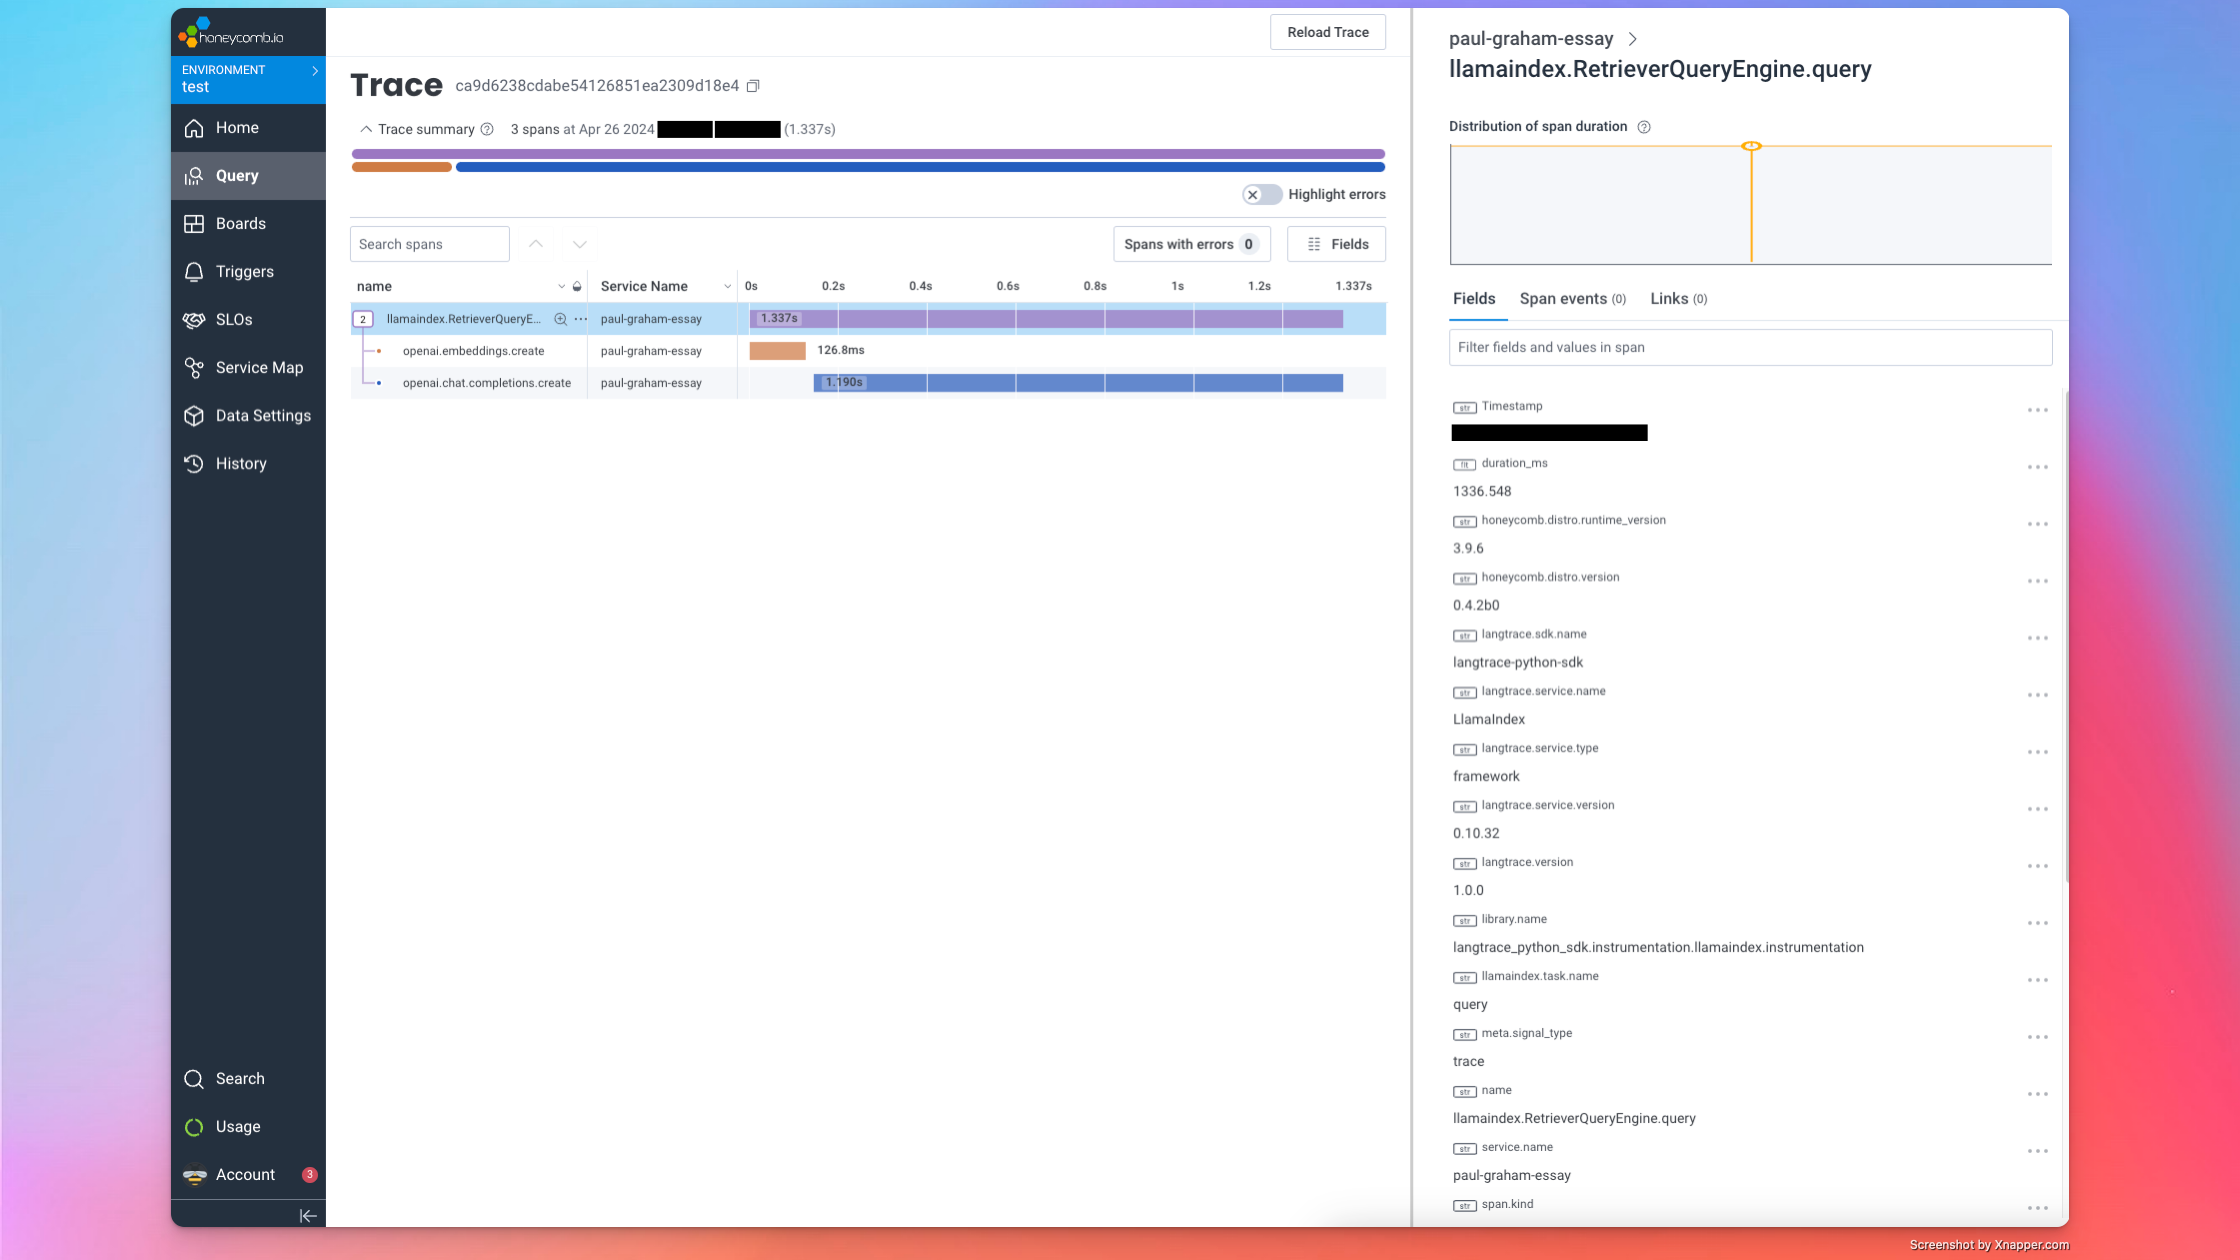 honeycomb.io
ENVIRONMENT
test
Home
Query
Boards
Triggers
SLOs
Service Map
Data Settings
History
Search
Usage
Account 3
Reload Trace
Trace ca9d6238cdabe54126851ea2309d18e4
Trace summary 3 spans at Apr 26 2024 (1.337s)
Highlight errors
Search spans
Spans with errors 0
Fields
name Service Name 0s 0.2s 0.4s 0.6s 0.8s 1s 1.2s 1.337s
2 llamaindex.RetrieverQueryE... paul-graham-essay 1.337s
openai.embeddings.create paul-graham-essay 126.8ms
openai.chat.completions.create paul-graham-essay 1.190s
paul-graham-essay
llamaindex.RetrieverQueryEngine.query
Distribution of span duration
Fields Span events (0) Links (0)
Filter fields and values in span
str Timestamp
flt duration_ms
1336.548
str honeycomb.distro.runtime_version
3.9.6
str honeycomb.distro.version
0.4.2b0
str langtrace.sdk.name
langtrace-python-sdk
str langtrace.service.name
LlamaIndex
str langtrace.service.type
framework
str langtrace.service.version
0.10.32
str langtrace.version
1.0.0
str library.name
langtrace_python_sdk.instrumentation.llamaindex.instrumentation
str llamaindex.task.name
query
str meta.signal_type
trace
str name
llamaindex.RetrieverQueryEngine.query
str service.name
paul-graham-essay
str span.kind
Screenshot by Xnapper.com